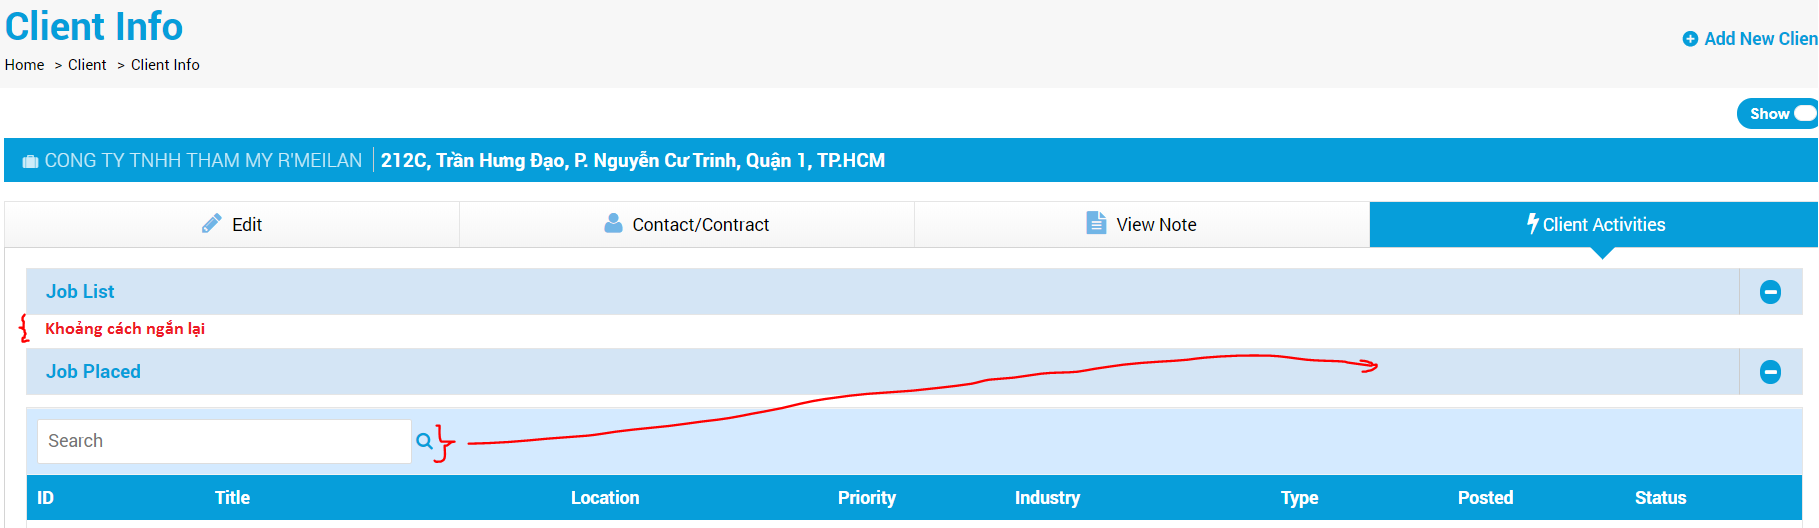 Client Info
Add New Clien
Home > Client > Client Info
Show
CONG TY TNHH THAM MY R'MEILAN 212C, Trần Hưng Đạo, P. Nguyễn Cư Trinh, Quận 1, TP.HCM
Edit Contact/Contract View Note Client Activities
Job List
Khoảng cách ngắn lại
Job Placed
Search
ID Title Location Priority Industry Type Posted Status